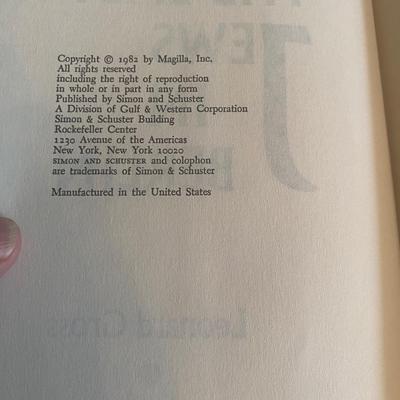 Copyright © 1982 by Magilla, Inc.
All rights reserved
including the right of reproduction
in whole or in part in any form
Published by Simon and Schuster
A Division of Gulf & Western Corporation
Simon & Schuster Building
Rockefeller Center
1230 Avenue of the Americas
New York, New York 10020
SIMON AND SCHUSTER and colophon
are trademarks of Simon & Schuster
Manufactured in the United States
Leonard Gross